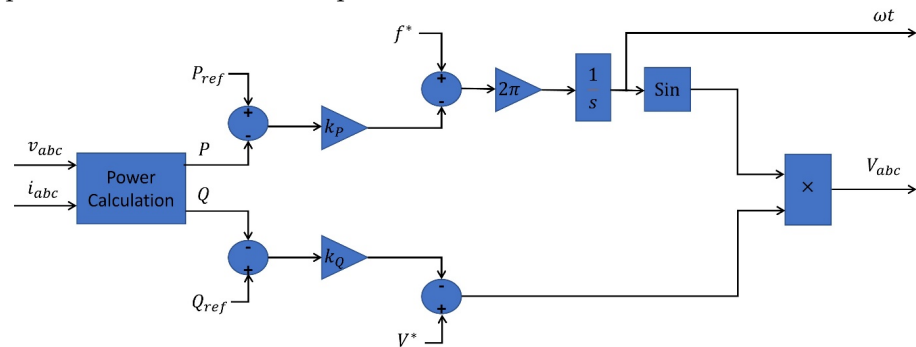 ωt
f*
P_ref
+
-
+
-
k_P
2π
1
s
Sin
v_abc
i_abc
Power
Calculation
P
Q
×
V_abc
-
+
Q_ref
k_Q
-
+
V*